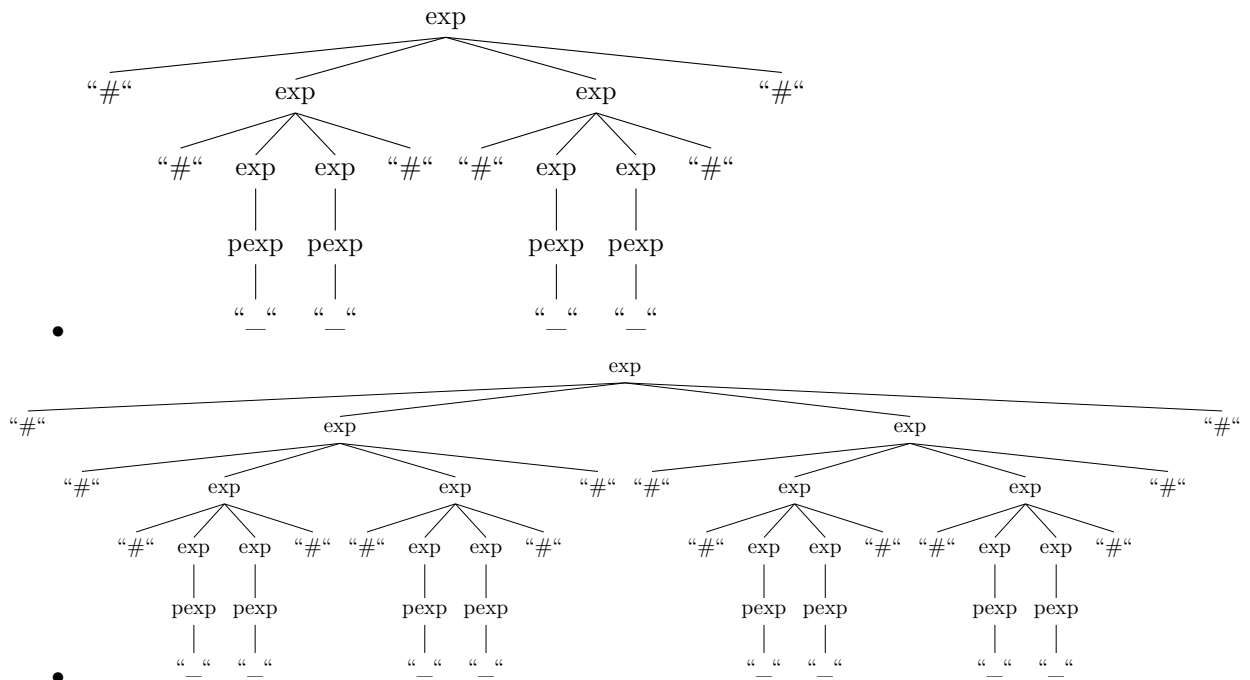 exp
“#“ exp exp “#“
“#“ exp exp “#“ “#“ exp exp “#“
pexp pexp pexp pexp
“_“ “_“ “_“ “_“
•
exp
“#“ exp exp “#“
“#“ exp exp “#“ “#“ exp exp “#“
“#“ exp exp “#“ “#“ exp exp “#“ “#“ exp exp “#“ “#“ exp exp “#“
pexp pexp pexp pexp pexp pexp pexp pexp
“_“ “_“ “_“ “_“ “_“ “_“ “_“ “_“
•